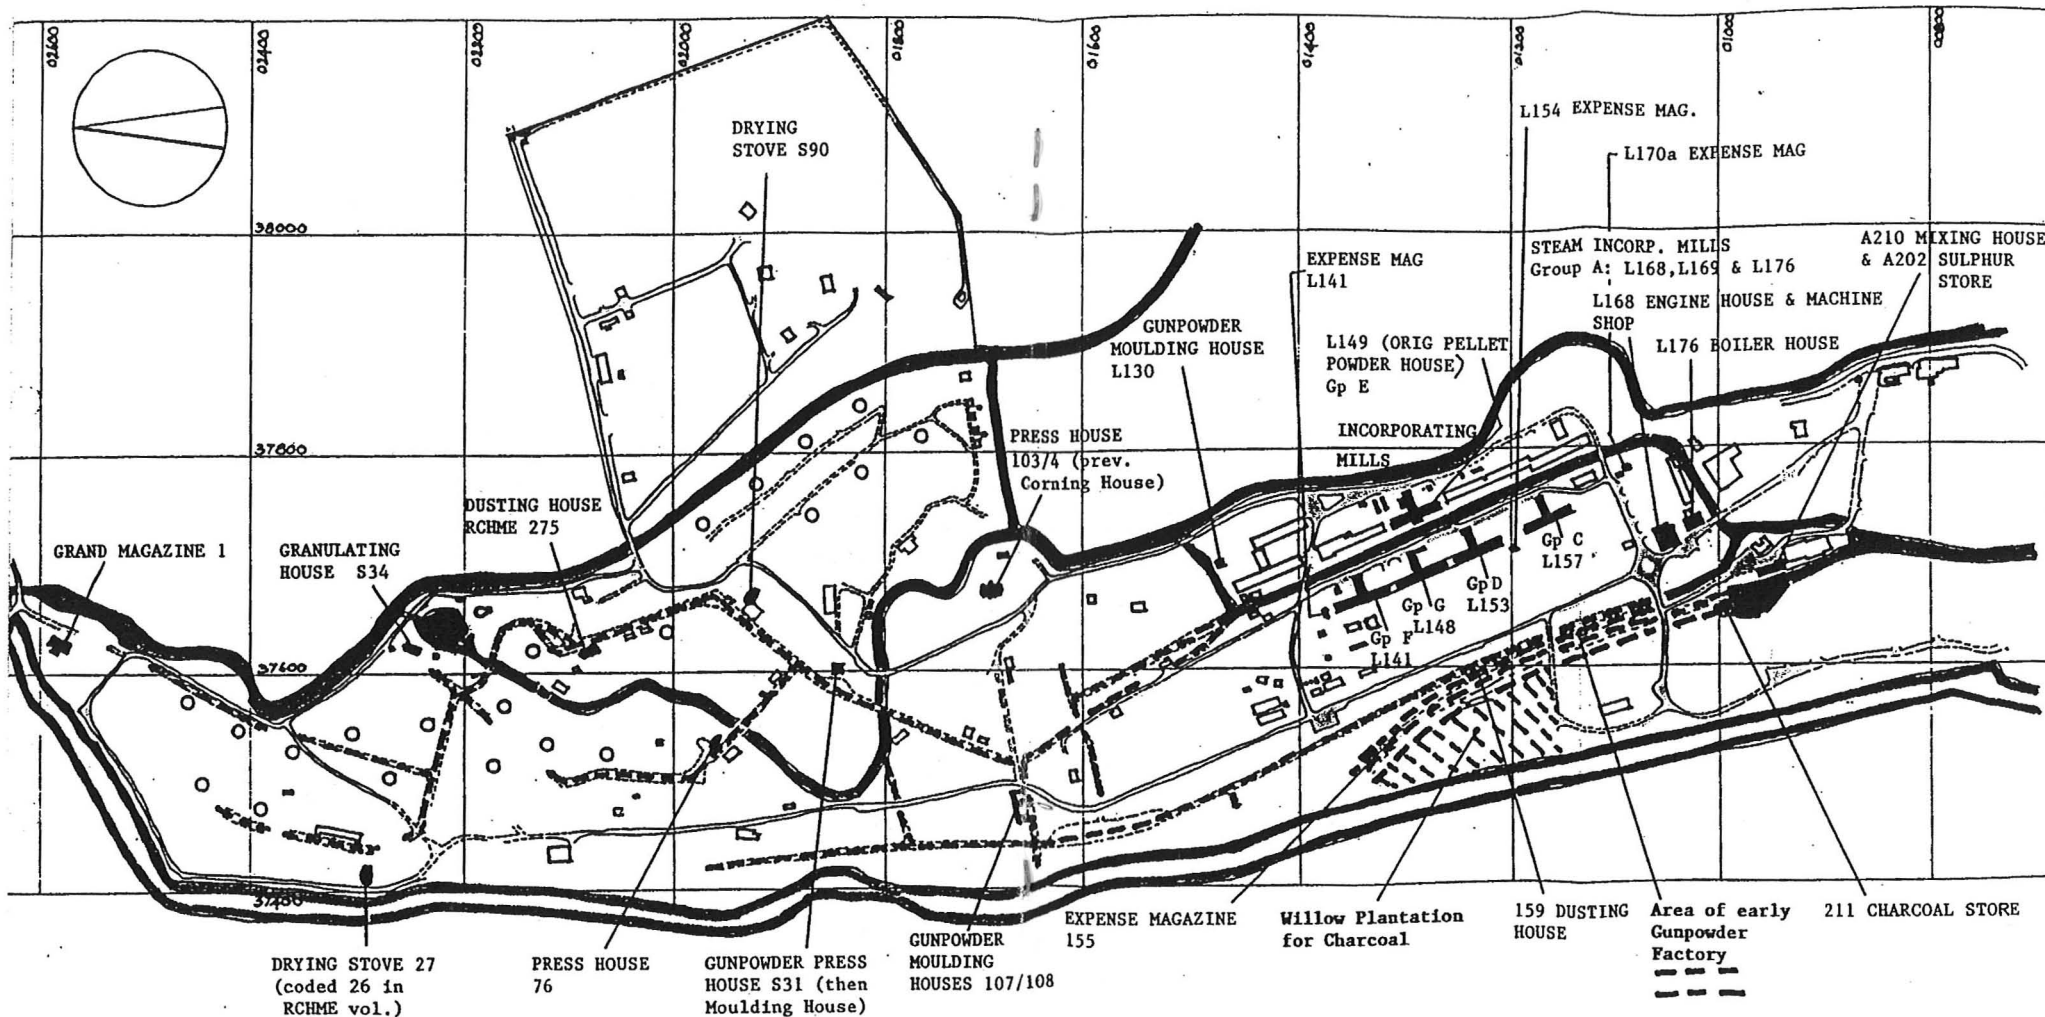 02600
02400
02200
02000
01800
01600
01400
01200
01000
00800
38000
37800
37600
37400
DRYING
STOVE S90
L154 EXPENSE MAG.
L170a EXPENSE MAG
EXPENSE MAG
L141
STEAM INCORP. MILLS
Group A: L168,L169 & L176
A210 MIXING HOUSE
& A202 SULPHUR
STORE
L168 ENGINE HOUSE & MACHINE
SHOP
GUNPOWDER
MOULDING HOUSE
L130
L149 (ORIG PELLET
POWDER HOUSE)
Gp E
L176 BOILER HOUSE
PRESS HOUSE
103/4 (prev.
Corning House)
INCORPORATING
MILLS
DUSTING HOUSE
RCHME 275
GRAND MAGAZINE 1
GRANULATING
HOUSE S34
Gp C
L157
Gp D
L153
Gp G
L148
Gp F
L141
DRYING STOVE 27
(coded 26 in
RCHME vol.)
PRESS HOUSE
76
GUNPOWDER PRESS
HOUSE S31 (then
Moulding House)
GUNPOWDER
MOULDING
HOUSES 107/108
EXPENSE MAGAZINE
155
Willow Plantation
for Charcoal
159 DUSTING
HOUSE
Area of early
Gunpowder
Factory
211 CHARCOAL STORE